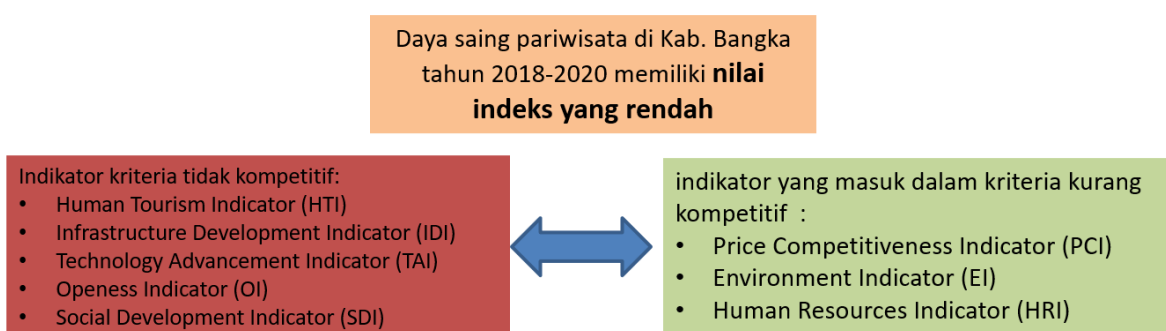 Daya saing pariwisata di Kab. Bangka
tahun 2018-2020 memiliki nilai
indeks yang rendah
Indikator kriteria tidak kompetitif:
• Human Tourism Indicator (HTI)
• Infrastructure Development Indicator (IDI)
• Technology Advancement Indicator (TAI)
• Openess Indicator (OI)
• Social Development Indicator (SDI)
indikator yang masuk dalam kriteria kurang
kompetitif :
• Price Competitiveness Indicator (PCI)
• Environment Indicator (EI)
• Human Resources Indicator (HRI)